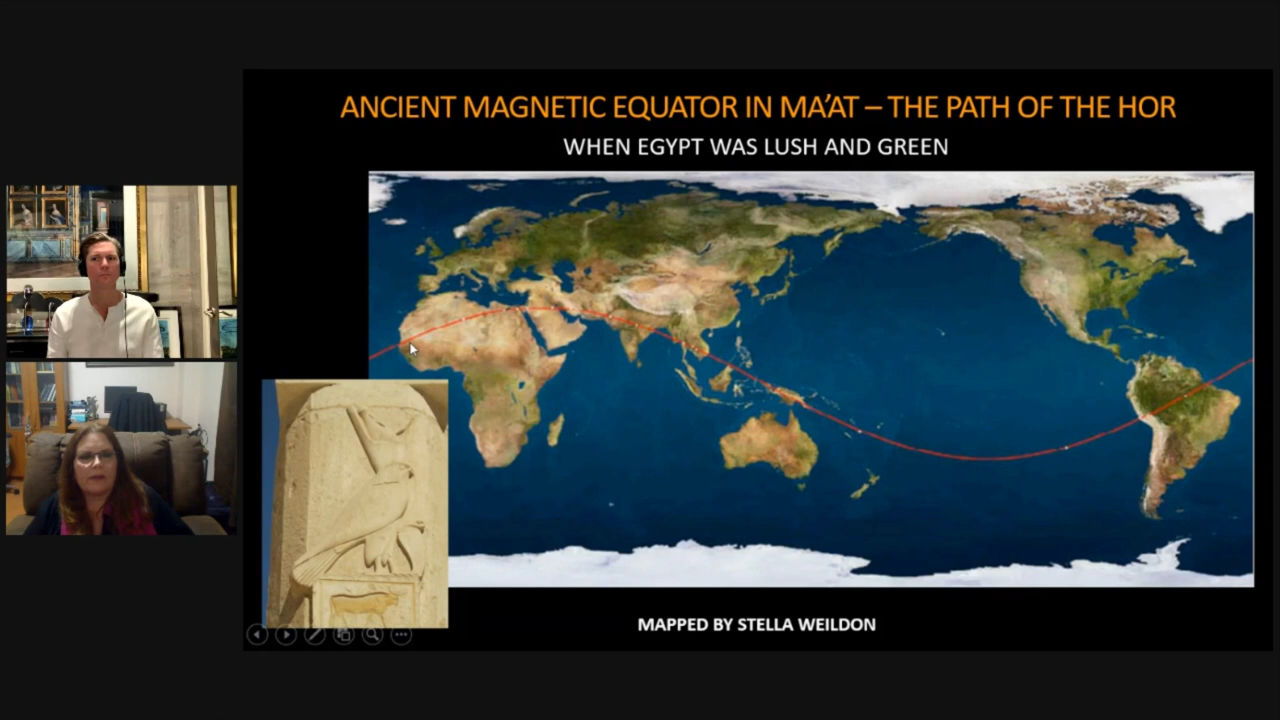 ANCIENT MAGNETIC EQUATOR IN MA’AT – THE PATH OF THE HOR
WHEN EGYPT WAS LUSH AND GREEN
MAPPED BY STELLA WEILDON